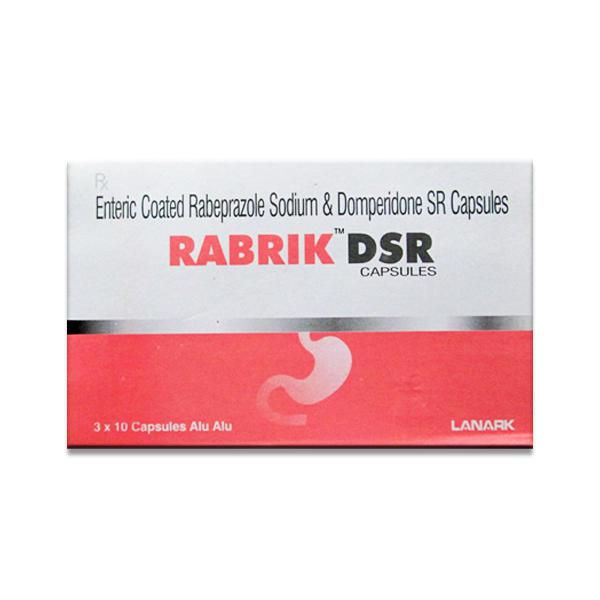 Rx
Enteric Coated Rabeprazole Sodium & Domperidone SR Capsules
RABRIK™ DSR
CAPSULES
3 x 10 Capsules Alu Alu
LANARK